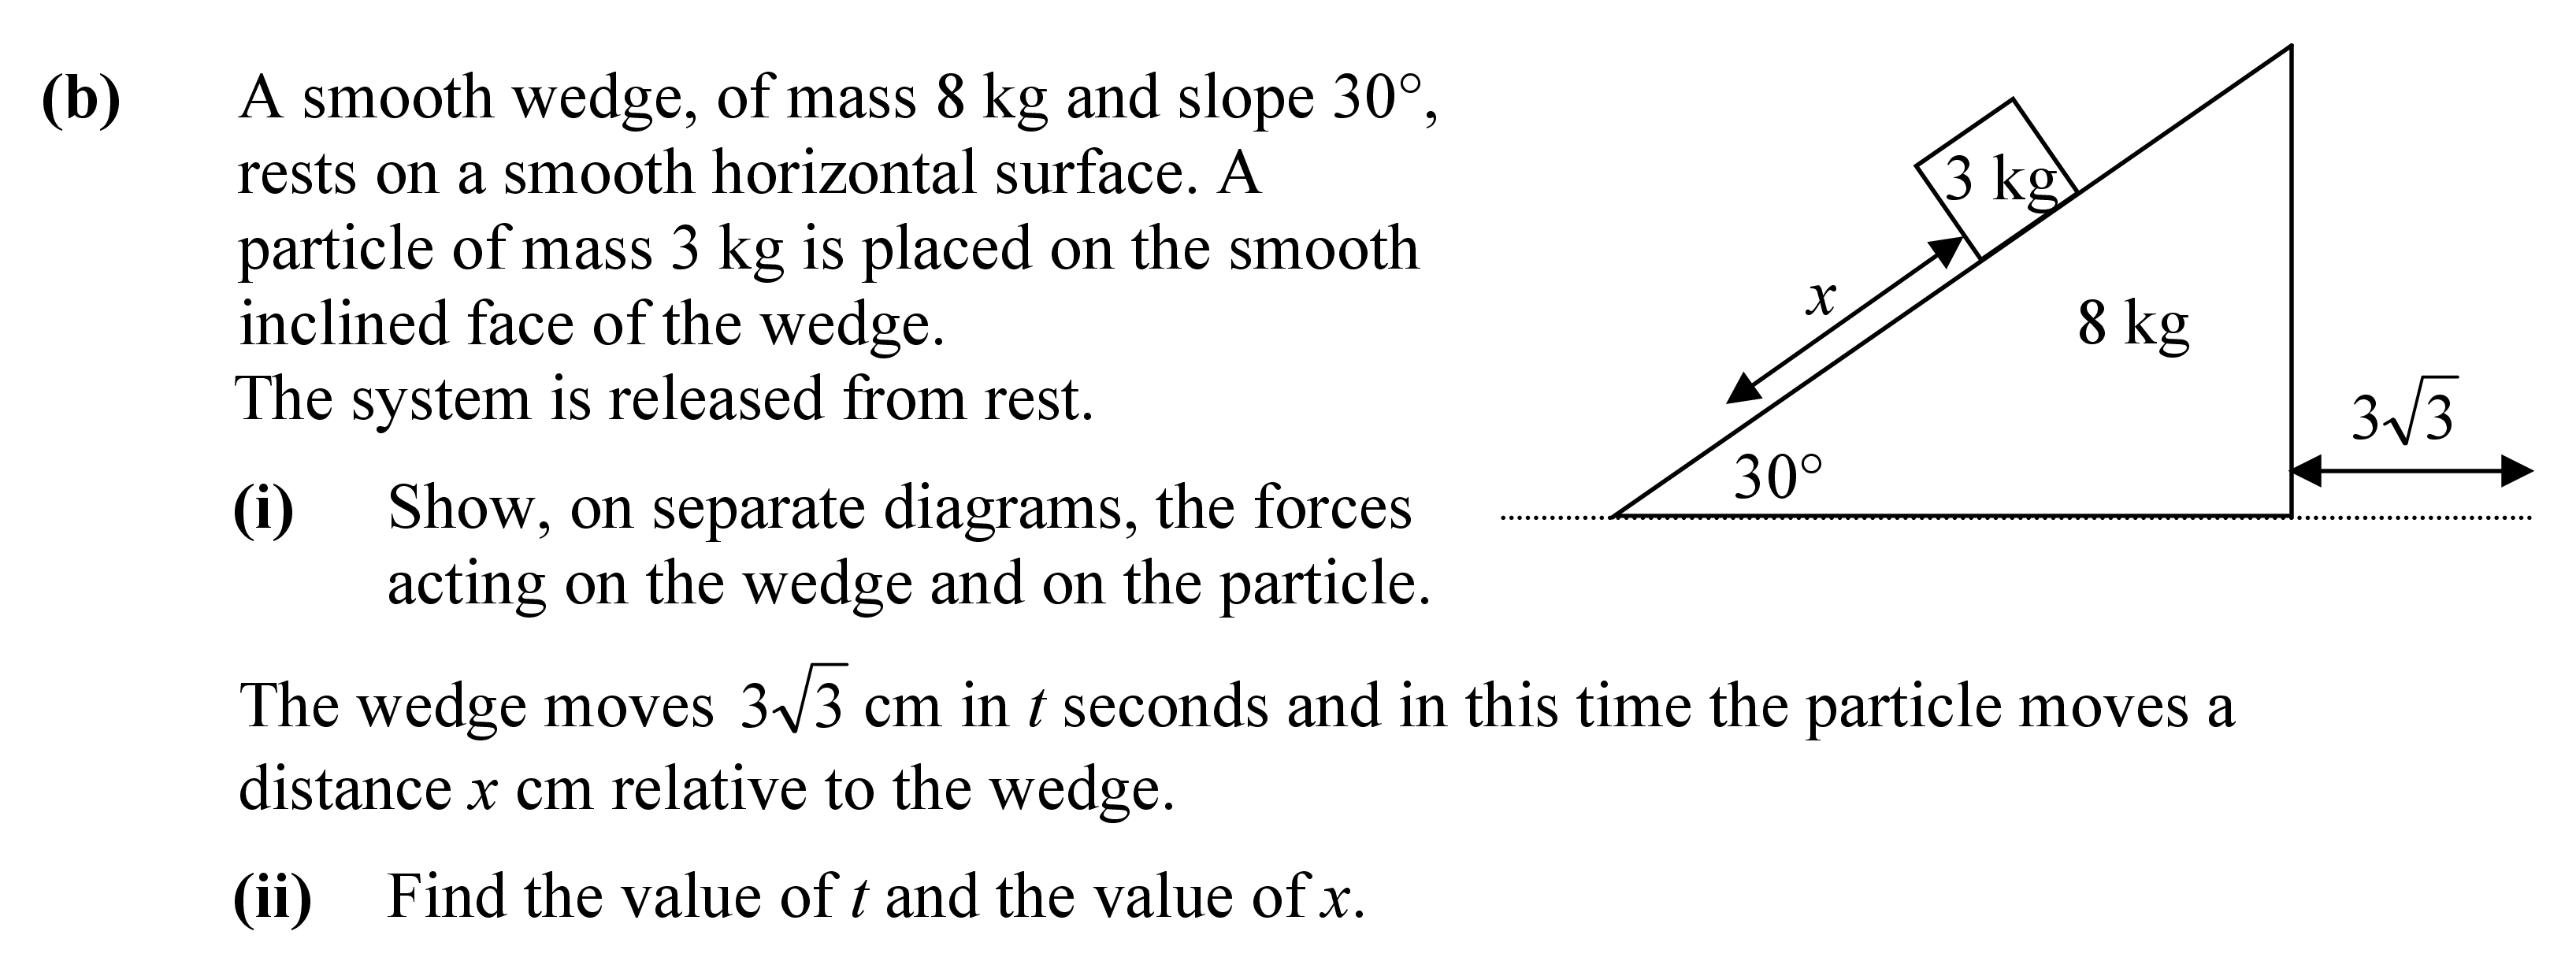 (b) A smooth wedge, of mass 8 kg and slope 30°,
rests on a smooth horizontal surface. A
particle of mass 3 kg is placed on the smooth
inclined face of the wedge.
The system is released from rest.
(i) Show, on separate diagrams, the forces
acting on the wedge and on the particle.
3 kg
x
8 kg
30°
3√3
The wedge moves 3√3 cm in t seconds and in this time the particle moves a
distance x cm relative to the wedge.
(ii) Find the value of t and the value of x.